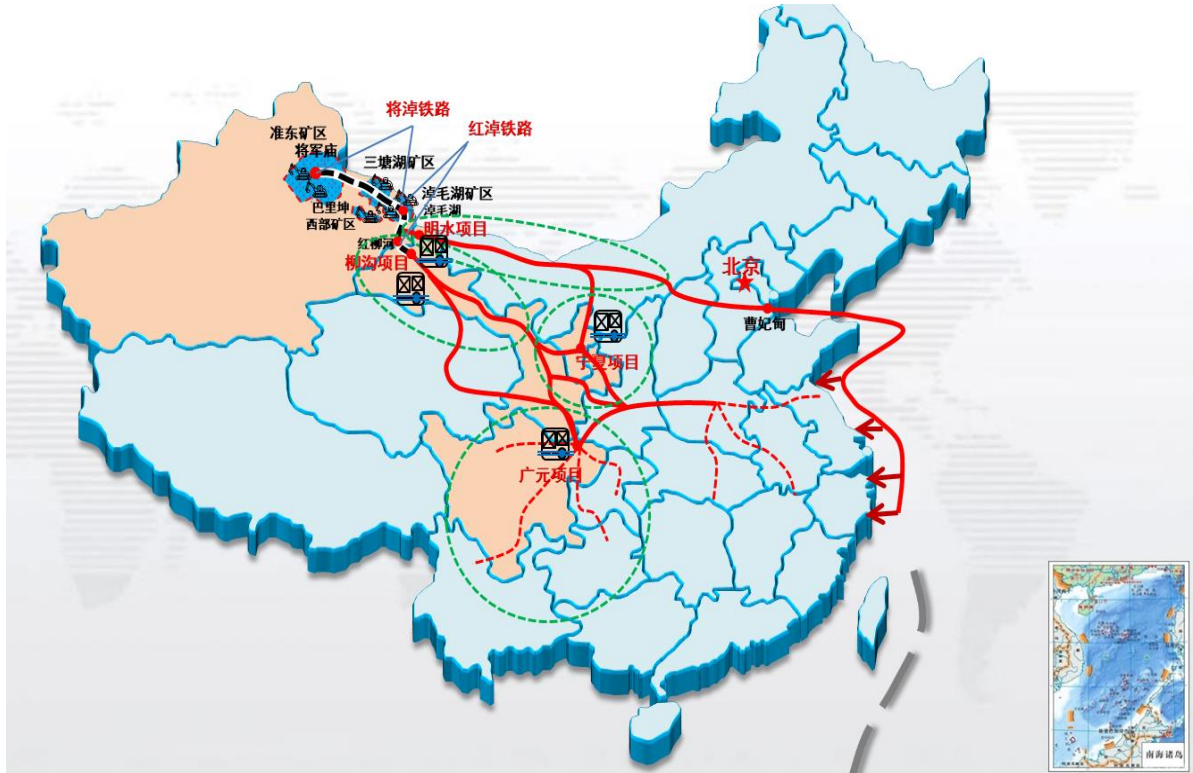 将淖铁路
红淖铁路
准东矿区
将军庙
三塘湖矿区
淖毛湖矿区
淖毛湖
巴里坤
西部矿区
明水项目
红柳河
柳沟项目
北京
曹妃甸
宁夏项目
广元项目
南海诸岛